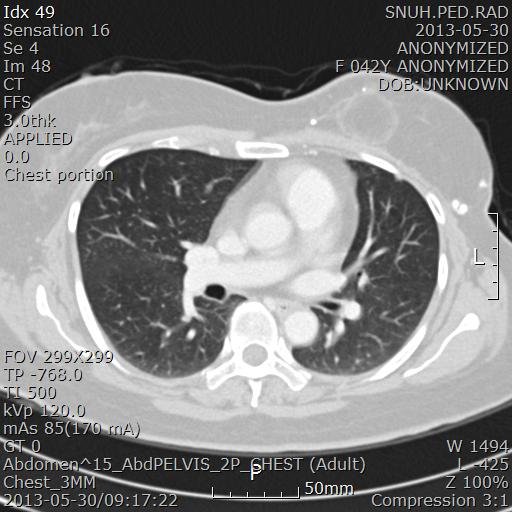 Idx 49
Sensation 16
Se 4
Im 48
CT
FFS
3.0thk
APPLIED
0.0
Chest portion
SNUH.PED.RAD
2013-05-30
ANONYMIZED
F 042Y ANONYMIZED
DOB:UNKNOWN
L
FOV 299X299
TP -768.0
TI 500
kVp 120.0
mAs 85(170 mA)
GT 0
Abdomen^15_AbdPELVIS_2P_CHEST (Adult)
Chest_3MM
2013-05-30/09:17:22
P
50mm
W 1494
L -425
Z 100%
Compression 3:1